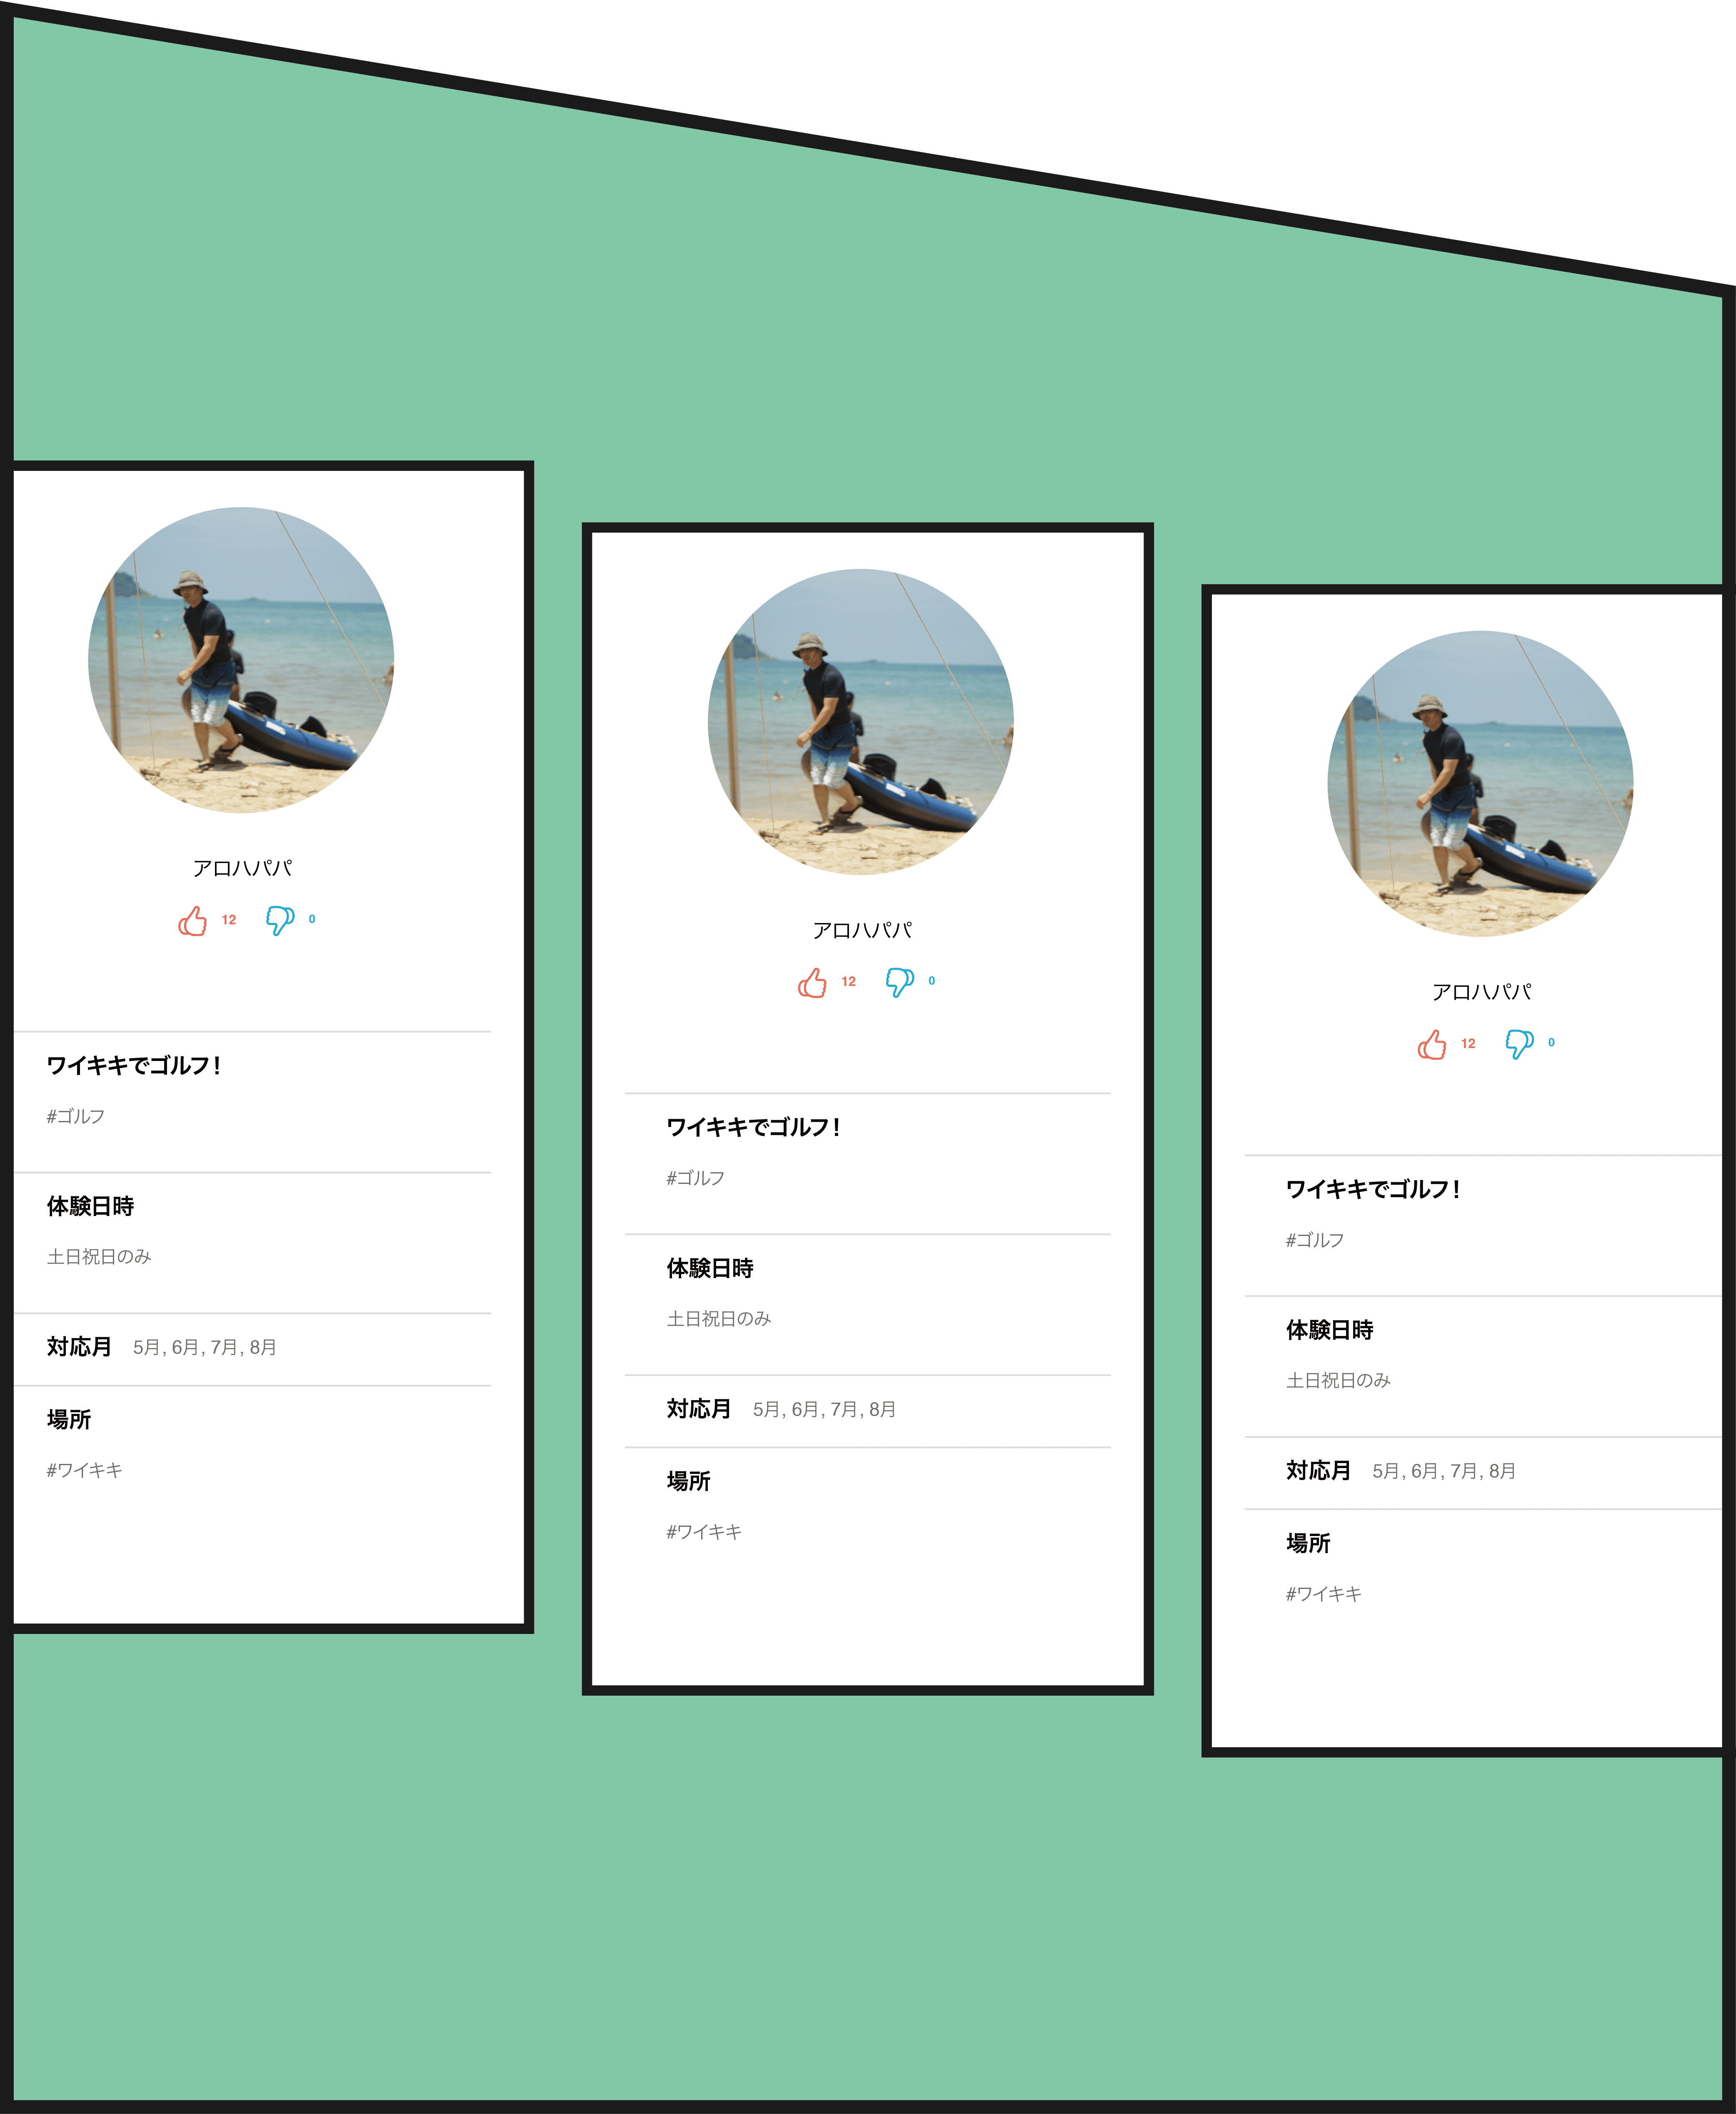 アロハパパ
12 0
ワイキキでゴルフ!
#ゴルフ
体験日時
土日祝日のみ
対応月 5月, 6月, 7月, 8月
場所
#ワイキキ
アロハパパ
12 0
ワイキキでゴルフ!
#ゴルフ
体験日時
土日祝日のみ
対応月 5月, 6月, 7月, 8月
場所
#ワイキキ
アロハパパ
12 0
ワイキキでゴルフ!
#ゴルフ
体験日時
土日祝日のみ
対応月 5月, 6月, 7月, 8月
場所
#ワイキキ